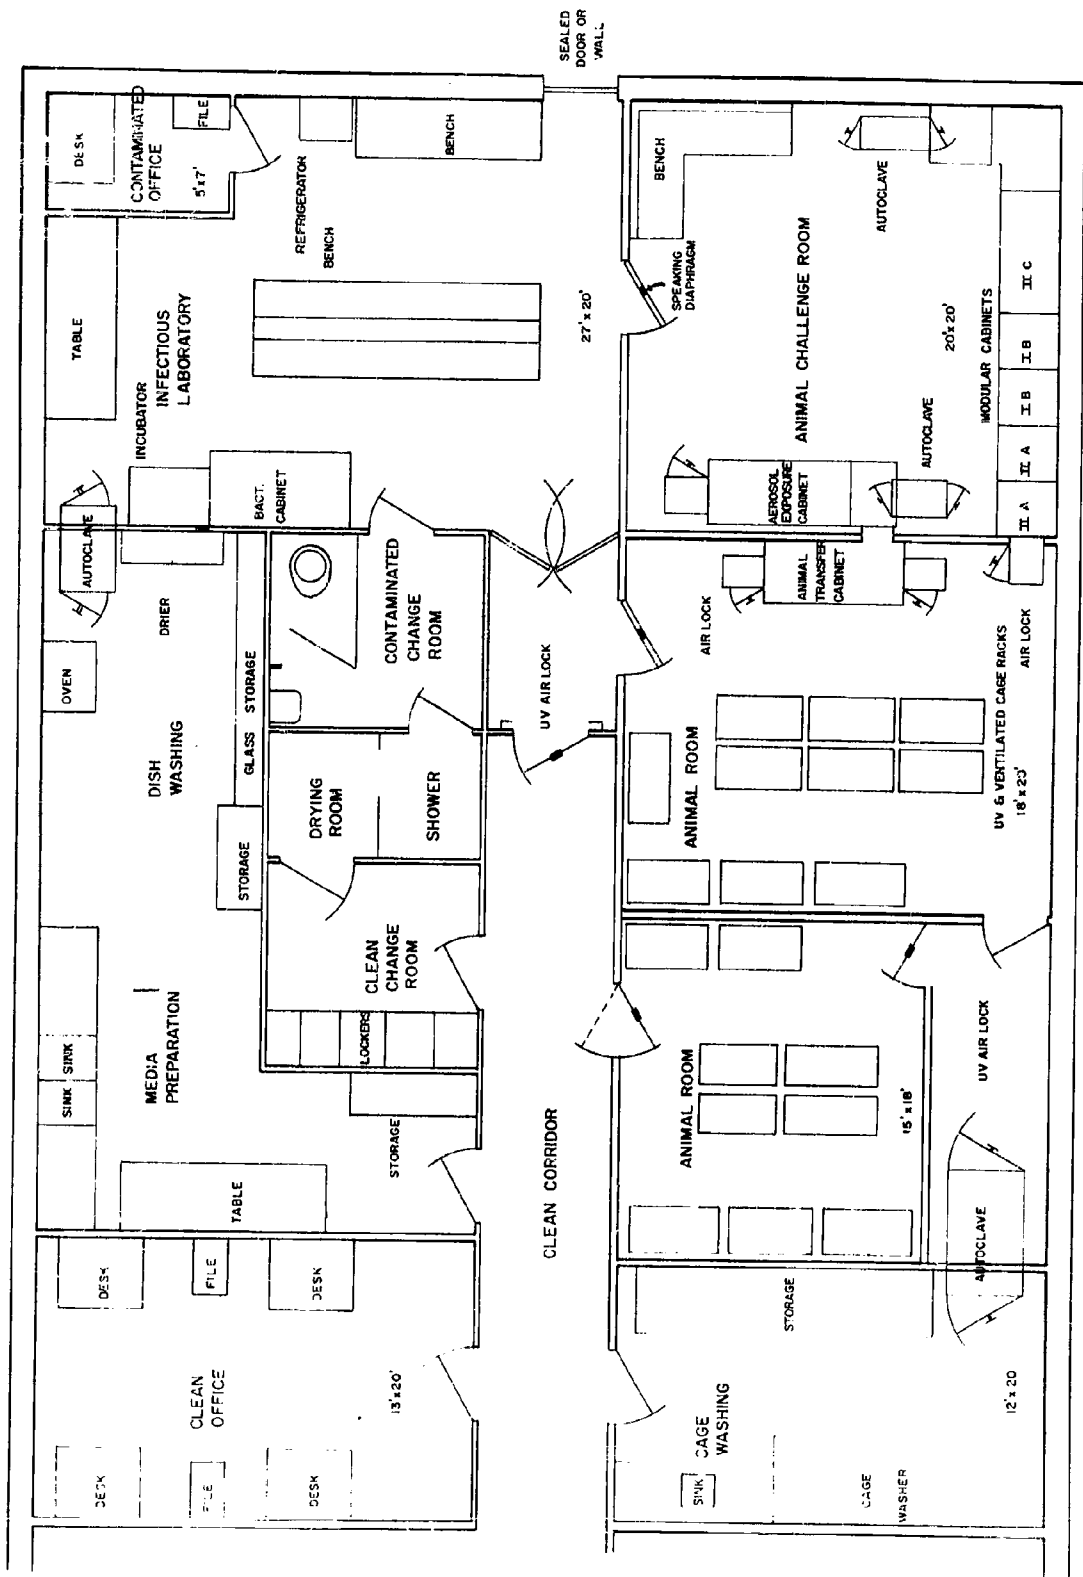 SEALED
DOOR OR
WALL
DESK
CONTAMINATED
OFFICE
FILE
5'x7'
TABLE
REFRIGERATOR
BENCH
BENCH
INFECTIOUS
LABORATORY
INCUBATOR
BACT.
CABINET
27'x 20'
AUTOCLAVE
DRIER
OVEN
DISH
WASHING
GLASS STORAGE
STORAGE
CONTAMINATED
CHANGE
ROOM
DRYING
ROOM
SHOWER
UV AIR LOCK
CLEAN
CHANGE
ROOM
LOCKERS
SINK
SINK
MEDIA
PREPARATION
STORAGE
TABLE
CLEAN CORRIDOR
DESK
FILE
DESK
CLEAN
OFFICE
13'x20'
DESK
FILE
DESK
BENCH
SPEAKING
DIAPHRAGM
AUTOCLAVE
ANIMAL CHALLENGE ROOM
20'x 20'
MODULAR CABINETS
II C
I B
I B
III A
III A
AUTOCLAVE
AEROSOL
EXPOSURE
CABINET
ANIMAL
TRANSFER
CABINET
AIR LOCK
AIR LOCK
ANIMAL ROOM
UV & VENTILATED CAGE RACKS
18'x 20'
ANIMAL ROOM
15'x 18'
UV AIR LOCK
AUTOCLAVE
STORAGE
CAGE
WASHING
SINK
CAGE
WASHER
12'x 20